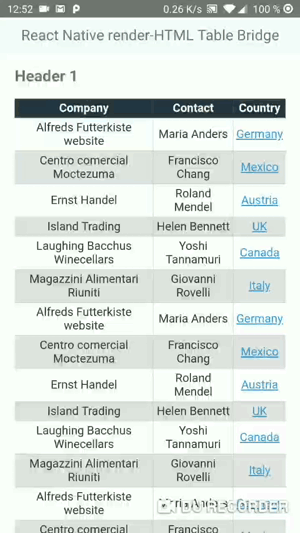 12:52 0.26 K/s 100 %
React Native render-HTML Table Bridge
Header 1
Company Contact Country
Alfreds Futterkiste
website Maria Anders Germany
Centro comercial
Moctezuma Francisco
Chang Mexico
Ernst Handel Roland
Mendel Austria
Island Trading Helen Bennett UK
Laughing Bacchus
Winecellars Yoshi
Tannamuri Canada
Magazzini Alimentari
Riuniti Giovanni
Rovelli Italy
Alfreds Futterkiste
website Maria Anders Germany
Centro comercial
Moctezuma Francisco
Chang Mexico
Ernst Handel Roland
Mendel Austria
Island Trading Helen Bennett UK
Laughing Bacchus
Winecellars Yoshi
Tannamuri Canada
Magazzini Alimentari
Riuniti Giovanni
Rovelli Italy
Alfreds Futterkiste
website Maria Anders Germany
DU RECORDER
Centro comercial Francisco Mexico